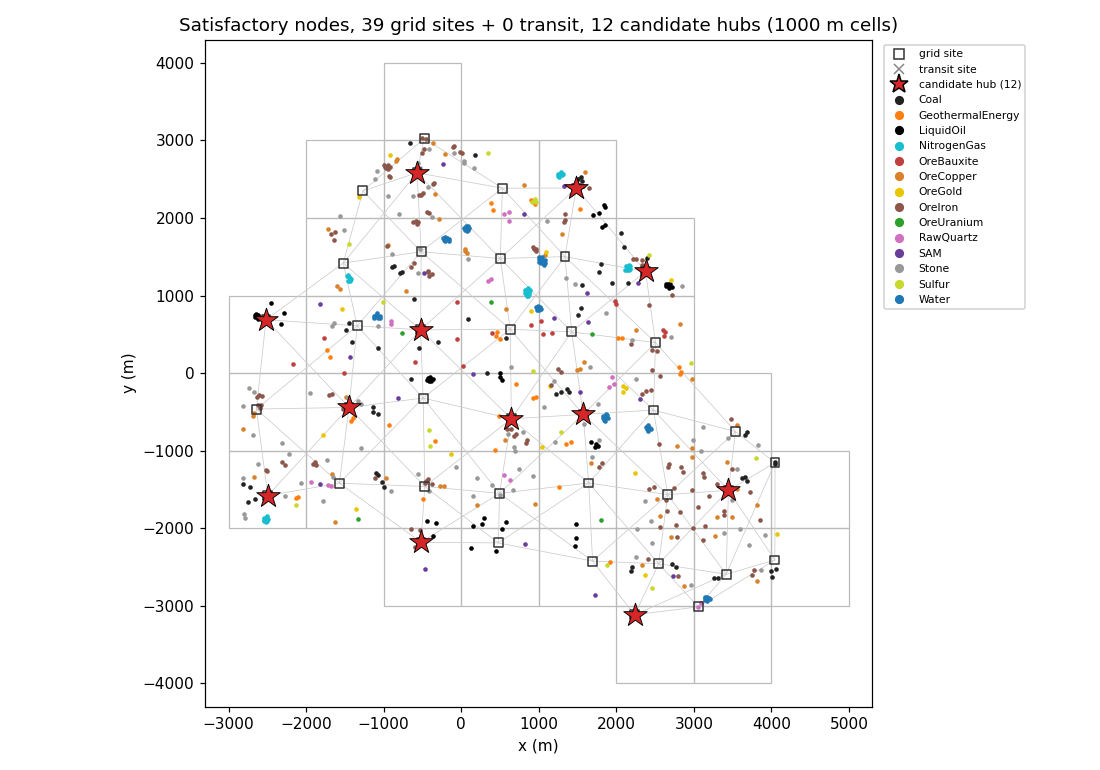 Satisfactory nodes, 39 grid sites + 0 transit, 12 candidate hubs (1000 m cells)
4000
3000
2000
1000
0
−1000
−2000
−3000
−4000
y (m)
−3000
−2000
−1000
0
1000
2000
3000
4000
5000
x (m)
grid site
transit site
candidate hub (12)
Coal
GeothermalEnergy
LiquidOil
NitrogenGas
OreBauxite
OreCopper
OreGold
OreIron
OreUranium
RawQuartz
SAM
Stone
Sulfur
Water